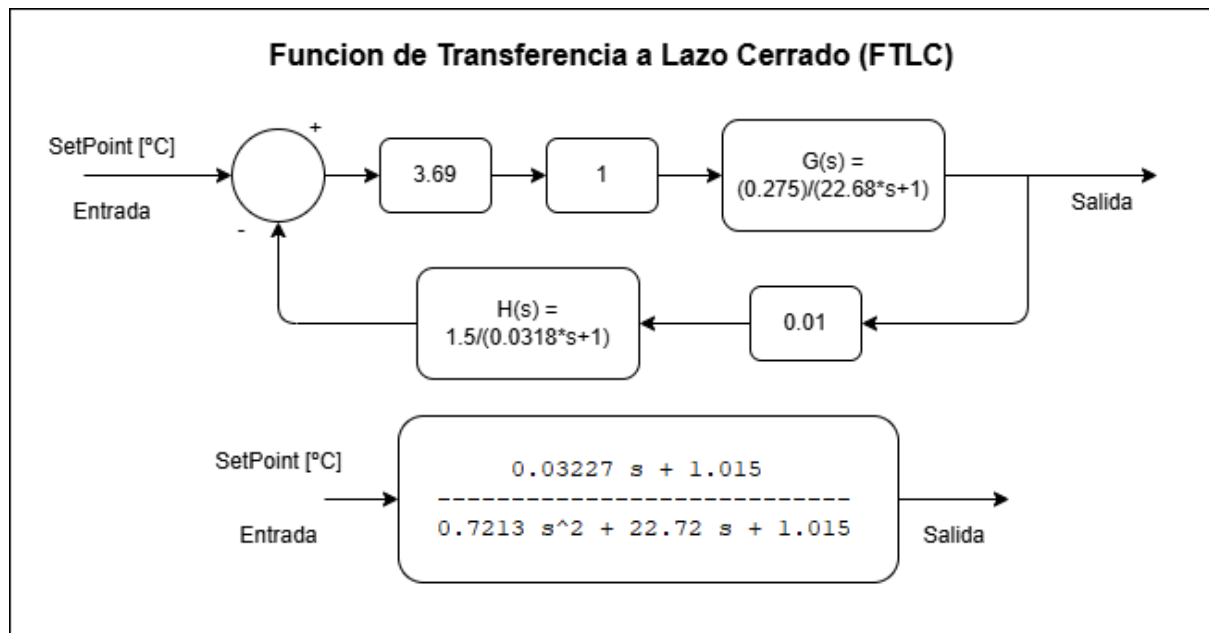 Funcion de Transferencia a Lazo Cerrado (FTLC)
SetPoint [ºC]
Entrada
+
-
3.69
1
G(s) =
(0.275)/(22.68*s+1)
Salida
H(s) =
1.5/(0.0318*s+1)
0.01
SetPoint [ºC]
Entrada
0.03227 s + 1.015
----------------------------
0.7213 s^2 + 22.72 s + 1.015
Salida